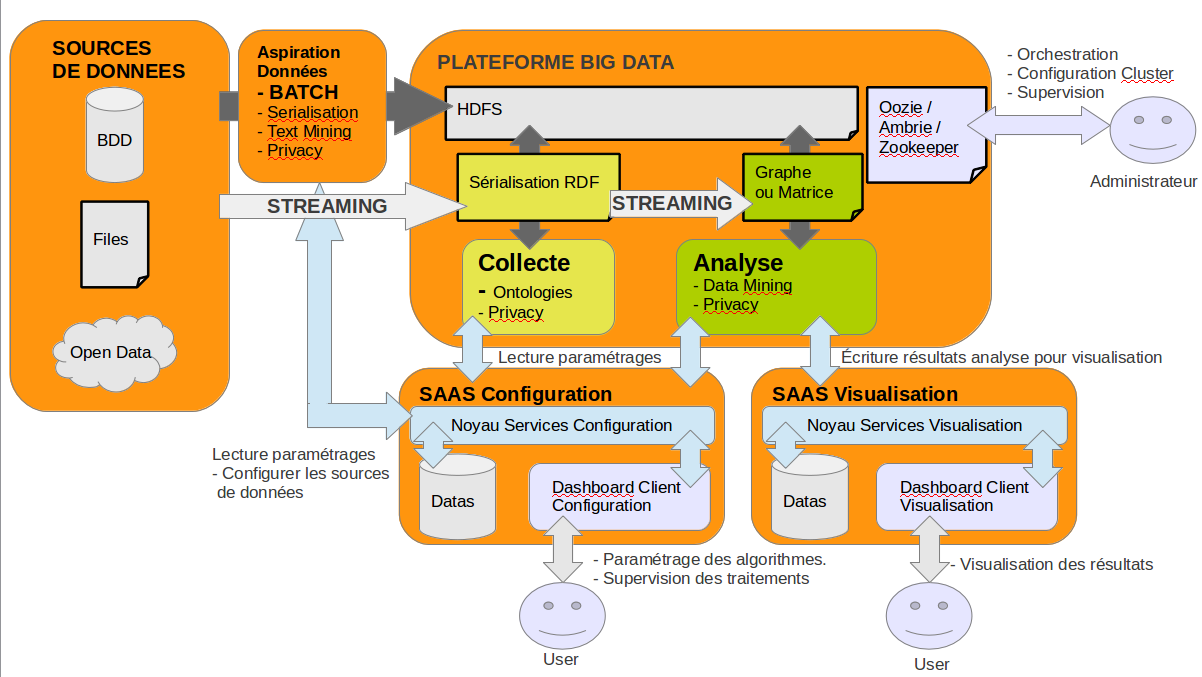 SOURCES
DE DONNEES
BDD
Files
Open Data
Aspiration
Données
- BATCH
- Serialisation
- Text Mining
- Privacy
STREAMING
PLATEFORME BIG DATA
HDFS
Oozie /
Ambrie /
Zookeeper
- Orchestration
- Configuration Cluster
- Supervision
Administrateur
Sérialisation RDF
STREAMING
Graphe
ou Matrice
Collecte
- Ontologies
- Privacy
Analyse
- Data Mining
- Privacy
Lecture paramétrages
Écriture résultats analyse pour visualisation
Lecture paramétrages
- Configurer les sources
de données
SAAS Configuration
Noyau Services Configuration
Datas
Dashboard Client
Configuration
- Paramétrage des algorithmes.
- Supervision des traitements
User
SAAS Visualisation
Noyau Services Visualisation
Datas
Dashboard Client
Visualisation
- Visualisation des résultats
User